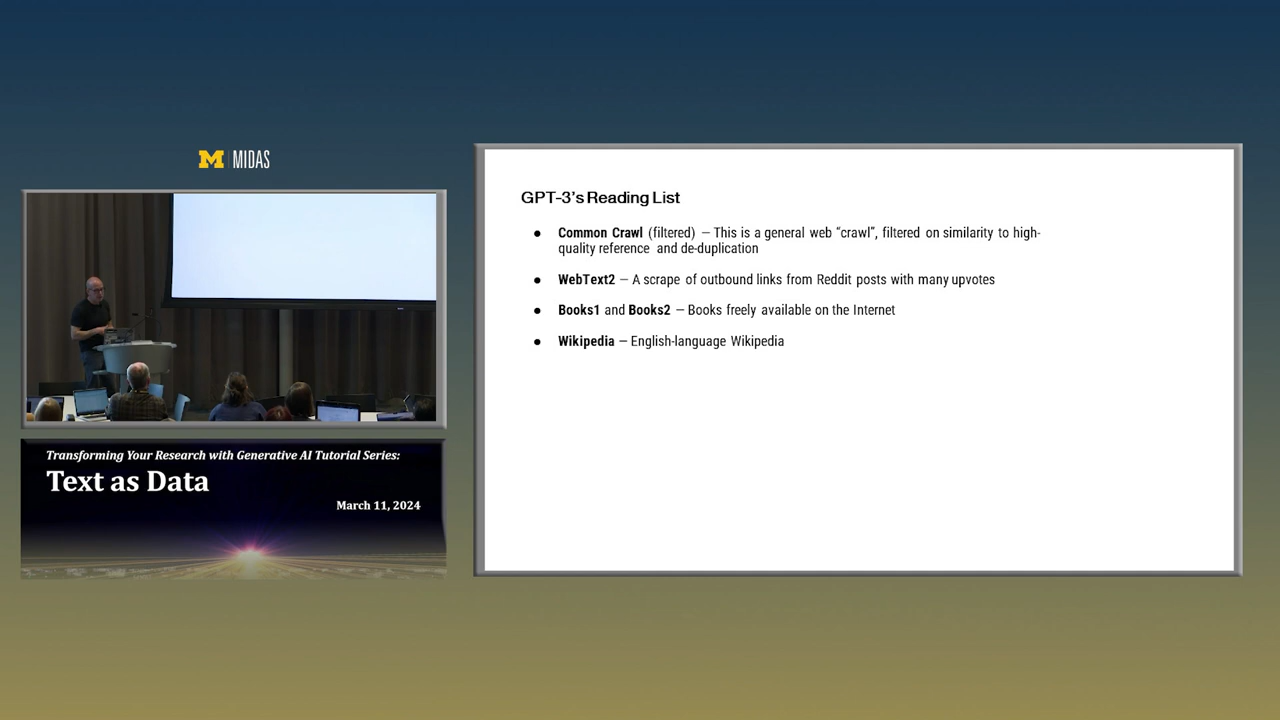 M | MIDAS
Transforming Your Research with Generative AI Tutorial Series:
Text as Data
March 11, 2024
GPT-3's Reading List
● Common Crawl (filtered) — This is a general web “crawl”, filtered on similarity to high-
quality reference and de-duplication
● WebText2 — A scrape of outbound links from Reddit posts with many upvotes
● Books1 and Books2 — Books freely available on the Internet
● Wikipedia — English-language Wikipedia